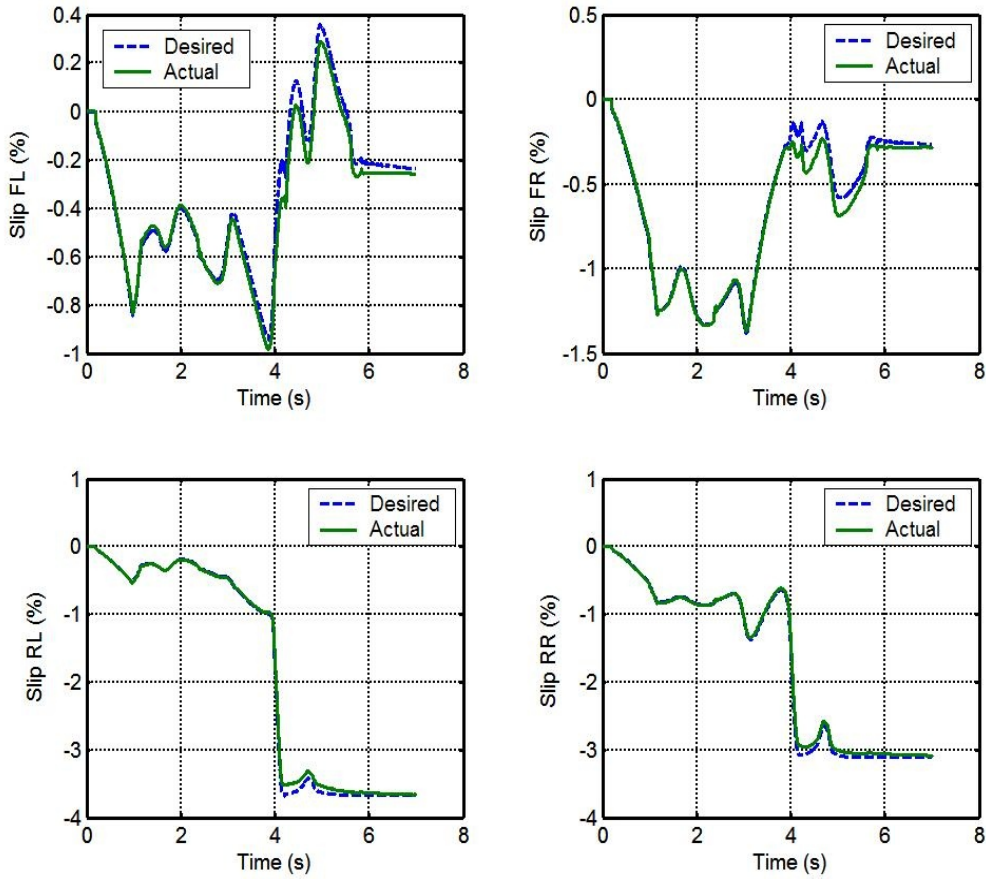 0.4
0.2
0
-0.2
-0.4
-0.6
-0.8
-1
Slip FL (%)
Desired
Actual
0 2 4 6 8
Time (s)
0.5
0
-0.5
-1
-1.5
Slip FR (%)
Desired
Actual
0 2 4 6 8
Time (s)
1
0
-1
-2
-3
-4
Slip RL (%)
Desired
Actual
0 2 4 6 8
Time (s)
1
0
-1
-2
-3
-4
Slip RR (%)
Desired
Actual
0 2 4 6 8
Time (s)